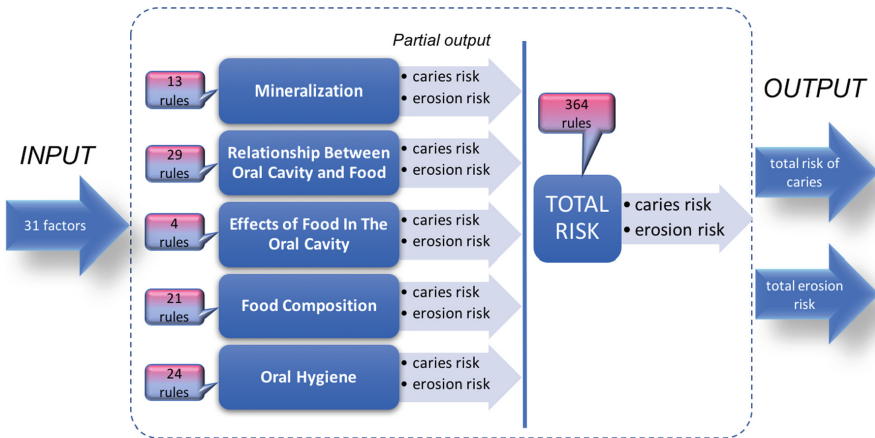 INPUT
31 factors
Partial output
13
rules
Mineralization
• caries risk
• erosion risk
29
rules
Relationship Between
Oral Cavity and Food
• caries risk
• erosion risk
4
rules
Effects of Food In The
Oral Cavity
• caries risk
• erosion risk
21
rules
Food Composition
• caries risk
• erosion risk
24
rules
Oral Hygiene
• caries risk
• erosion risk
364
rules
TOTAL
RISK
• caries risk
• erosion risk
OUTPUT
total risk of
caries
total erosion
risk